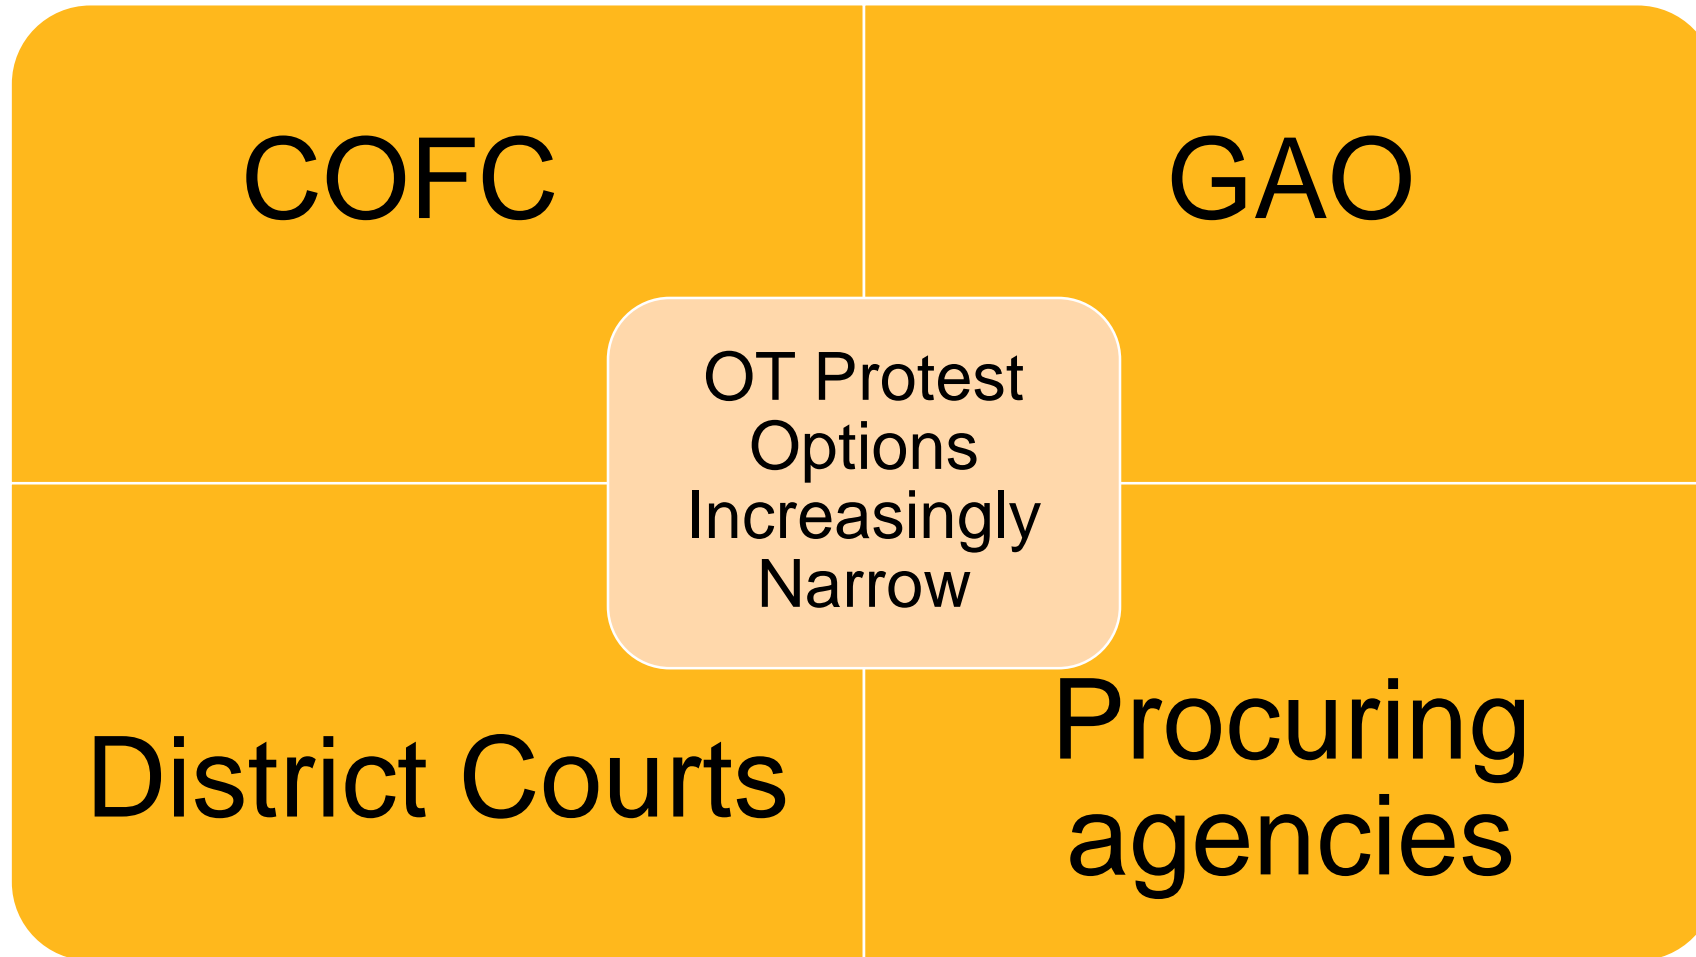 COFC
GAO
OT Protest
Options
Increasingly
Narrow
District Courts
Procuring
agencies